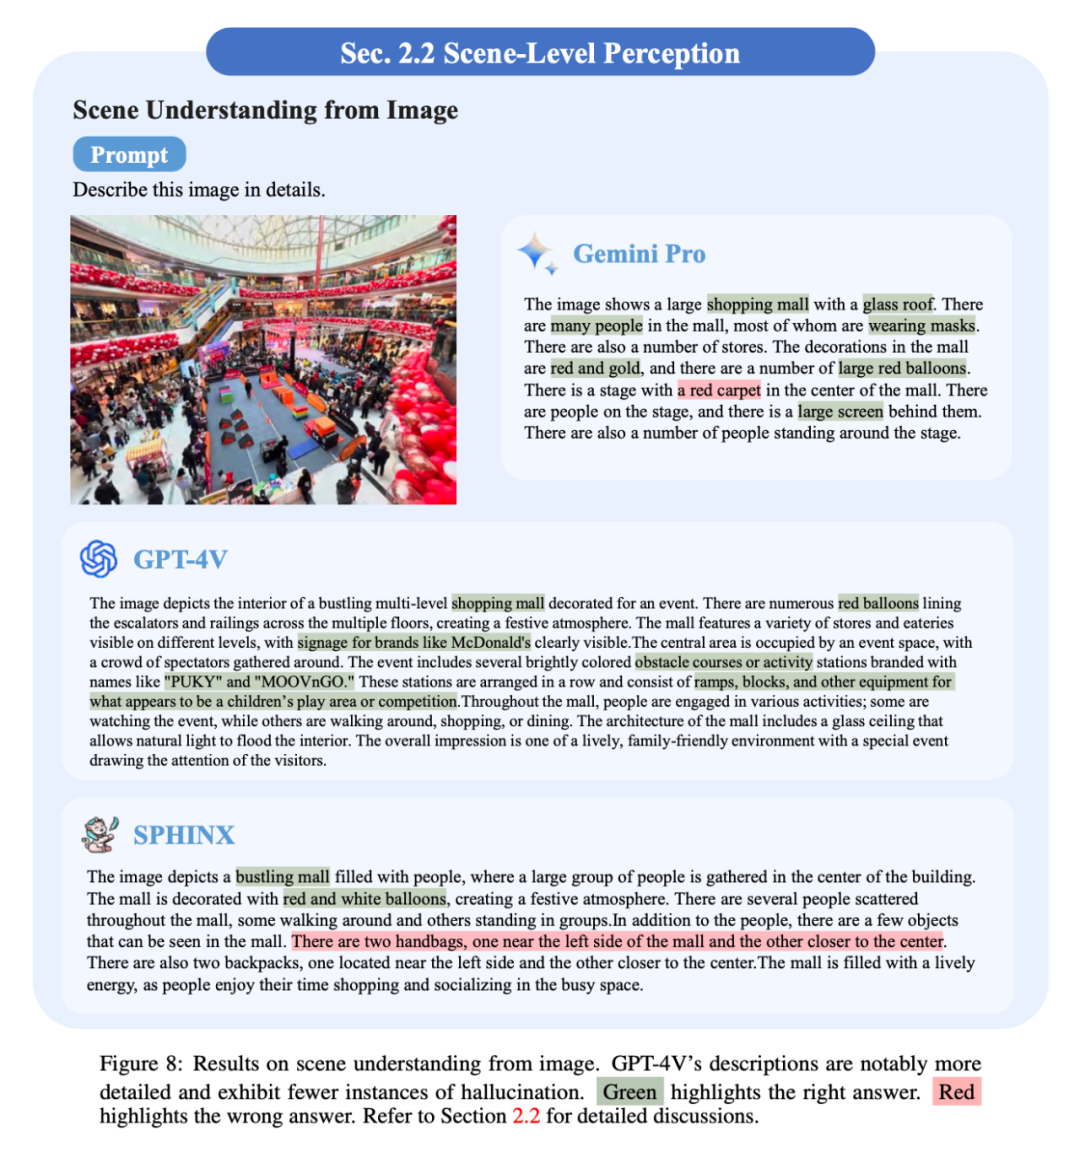 Sec. 2.2 Scene-Level Perception
Scene Understanding from Image
Prompt
Describe this image in details.
Gemini Pro
The image shows a large shopping mall with a glass roof. There
are many people in the mall, most of whom are wearing masks.
There are also a number of stores. The decorations in the mall
are red and gold, and there are a number of large red balloons.
There is a stage with a red carpet in the center of the mall. There
are people on the stage, and there is a large screen behind them.
There are also a number of people standing around the stage.
GPT-4V
The image depicts the interior of a bustling multi-level shopping mall decorated for an event. There are numerous red balloons lining
the escalators and railings across the multiple floors, creating a festive atmosphere. The mall features a variety of stores and eateries
visible on different levels, with signage for brands like McDonald's clearly visible.The central area is occupied by an event space, with
a crowd of spectators gathered around. The event includes several brightly colored obstacle courses or activity stations branded with
names like "PUKY" and "MOOVnGO." These stations are arranged in a row and consist of ramps, blocks, and other equipment for
what appears to be a children’s play area or competition.Throughout the mall, people are engaged in various activities; some are
watching the event, while others are walking around, shopping, or dining. The architecture of the mall includes a glass ceiling that
allows natural light to flood the interior. The overall impression is one of a lively, family-friendly environment with a special event
drawing the attention of the visitors.
SPHINX
The image depicts a bustling mall filled with people, where a large group of people is gathered in the center of the building.
The mall is decorated with red and white balloons, creating a festive atmosphere. There are several people scattered
throughout the mall, some walking around and others standing in groups.In addition to the people, there are a few objects
that can be seen in the mall. There are two handbags, one near the left side of the mall and the other closer to the center.
There are also two backpacks, one located near the left side and the other closer to the center.The mall is filled with a lively
energy, as people enjoy their time shopping and socializing in the busy space.
Figure 8: Results on scene understanding from image. GPT-4V’s descriptions are notably more
detailed and exhibit fewer instances of hallucination. Green highlights the right answer. Red
highlights the wrong answer. Refer to Section 2.2 for detailed discussions.